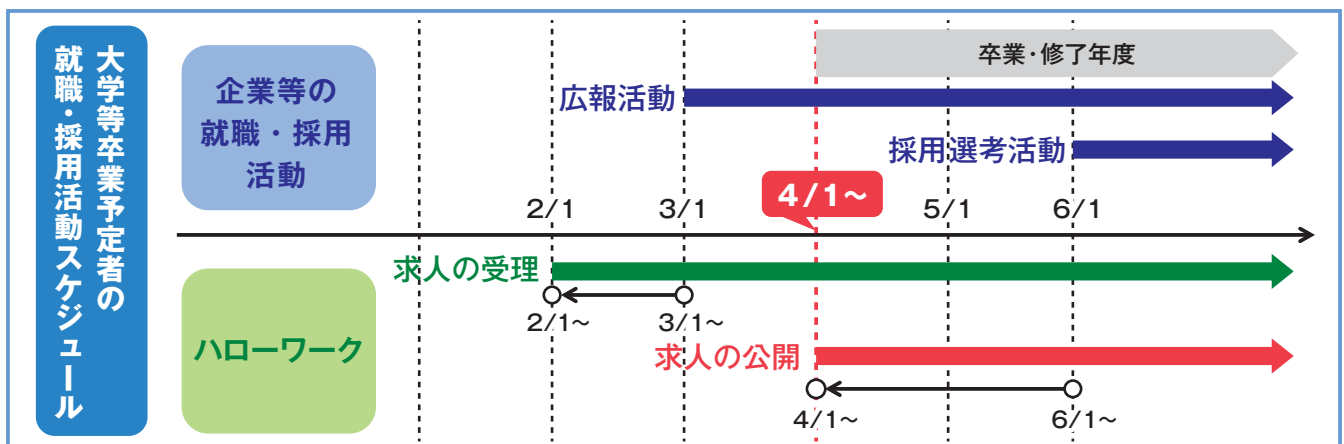 大学等卒業予定者の
就職・採用活動スケジュール
企業等の
就職・採用
活動
卒業・修了年度
広報活動
採用選考活動
2/1
3/1
4/1～
5/1
6/1
ハローワーク
求人の受理
2/1～
3/1～
求人の公開
4/1～
6/1～